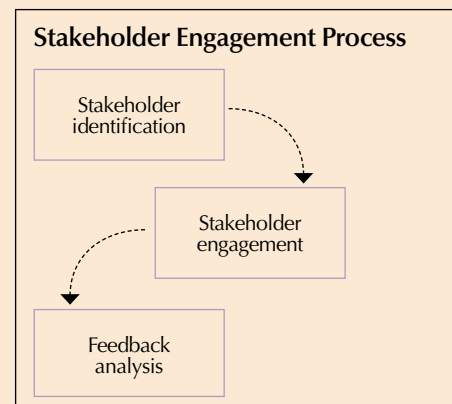 Stakeholder Engagement Process
Stakeholder
identification
Stakeholder
engagement
Feedback
analysis